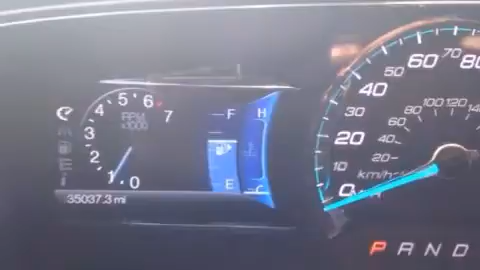 5 6
4 7
3 RPM x1000
2
1 0
F H
E C
35037.3 mi
0 10 20 30 40 50 60 70 80
20 40 60 80 100 120 140
km/h
P R N D